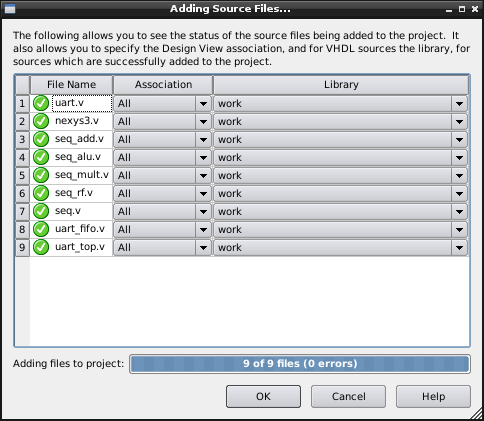 Adding Source Files...
The following allows you to see the status of the source files being added to the project. It
also allows you to specify the Design View association, and for VHDL sources the library, for
sources which are successfully added to the project.
File Name Association Library
1 uart.v All work
2 nexys3.v All work
3 seq_add.v All work
4 seq_alu.v All work
5 seq_mult.v All work
6 seq_rf.v All work
7 seq.v All work
8 uart_fifo.v All work
9 uart_top.v All work
Adding files to project: 9 of 9 files (0 errors)
OK Cancel Help